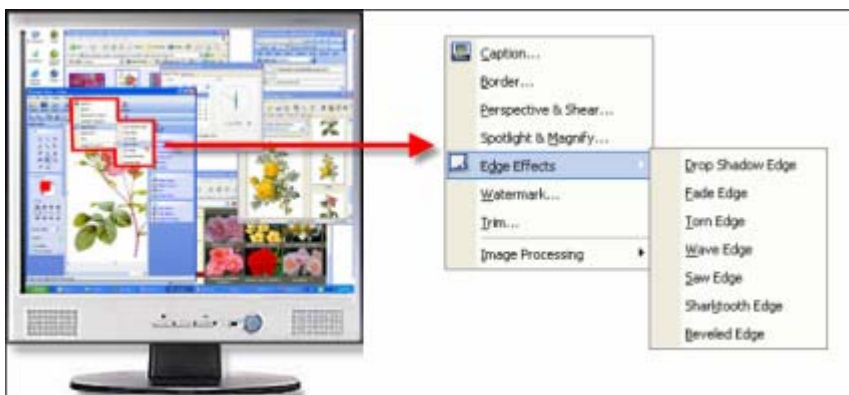 Caption...
Border...
Perspective & Shear...
Spotlight & Magnify...
Edge Effects
Watermark...
Trim...
Image Processing
Drop Shadow Edge
Fade Edge
Torn Edge
Wave Edge
Saw Edge
Sharktooth Edge
Beveled Edge